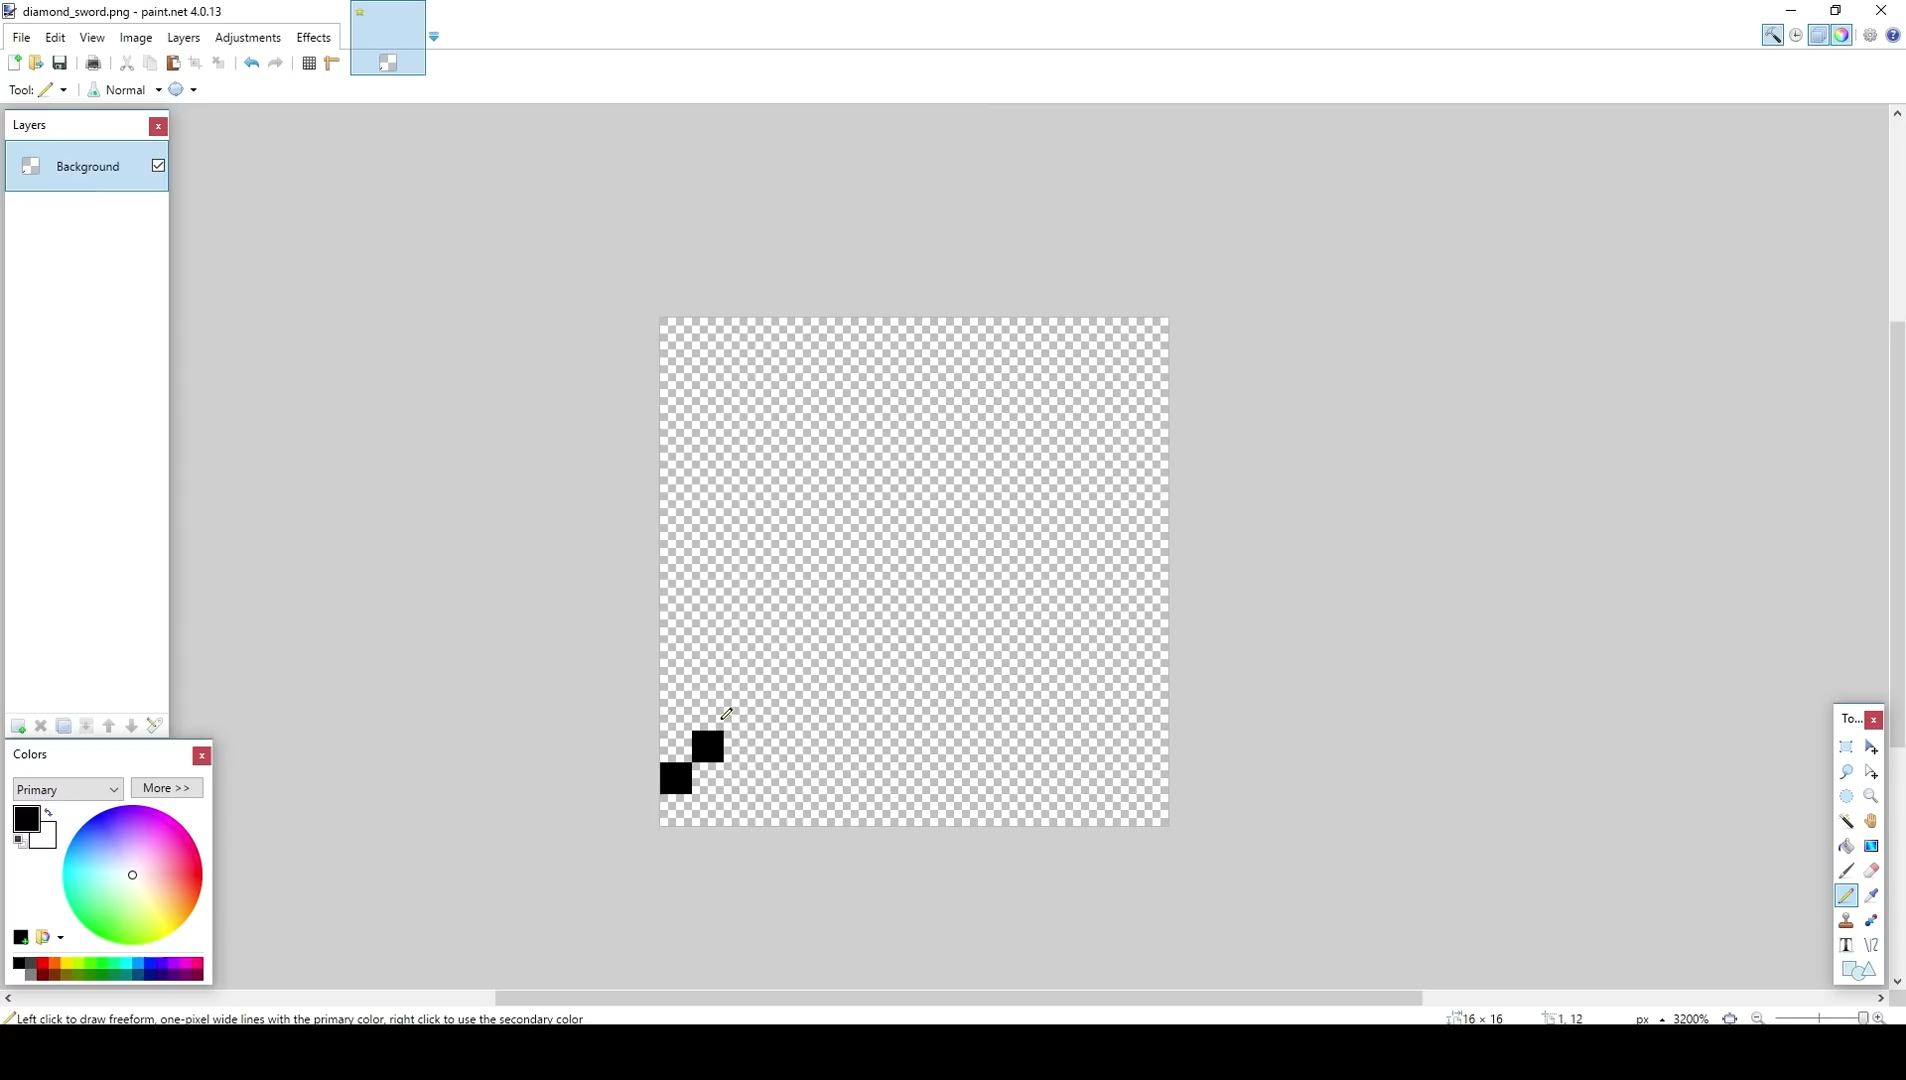 diamond_sword.png - paint.net 4.0.13
File Edit View Image Layers Adjustments Effects
Tool: Normal
Layers
Background
Colors
Primary More >>
To...
Left click to draw freeform, one-pixel wide lines with the primary color, right click to use the secondary color
16 × 16 1, 12 px 3200%